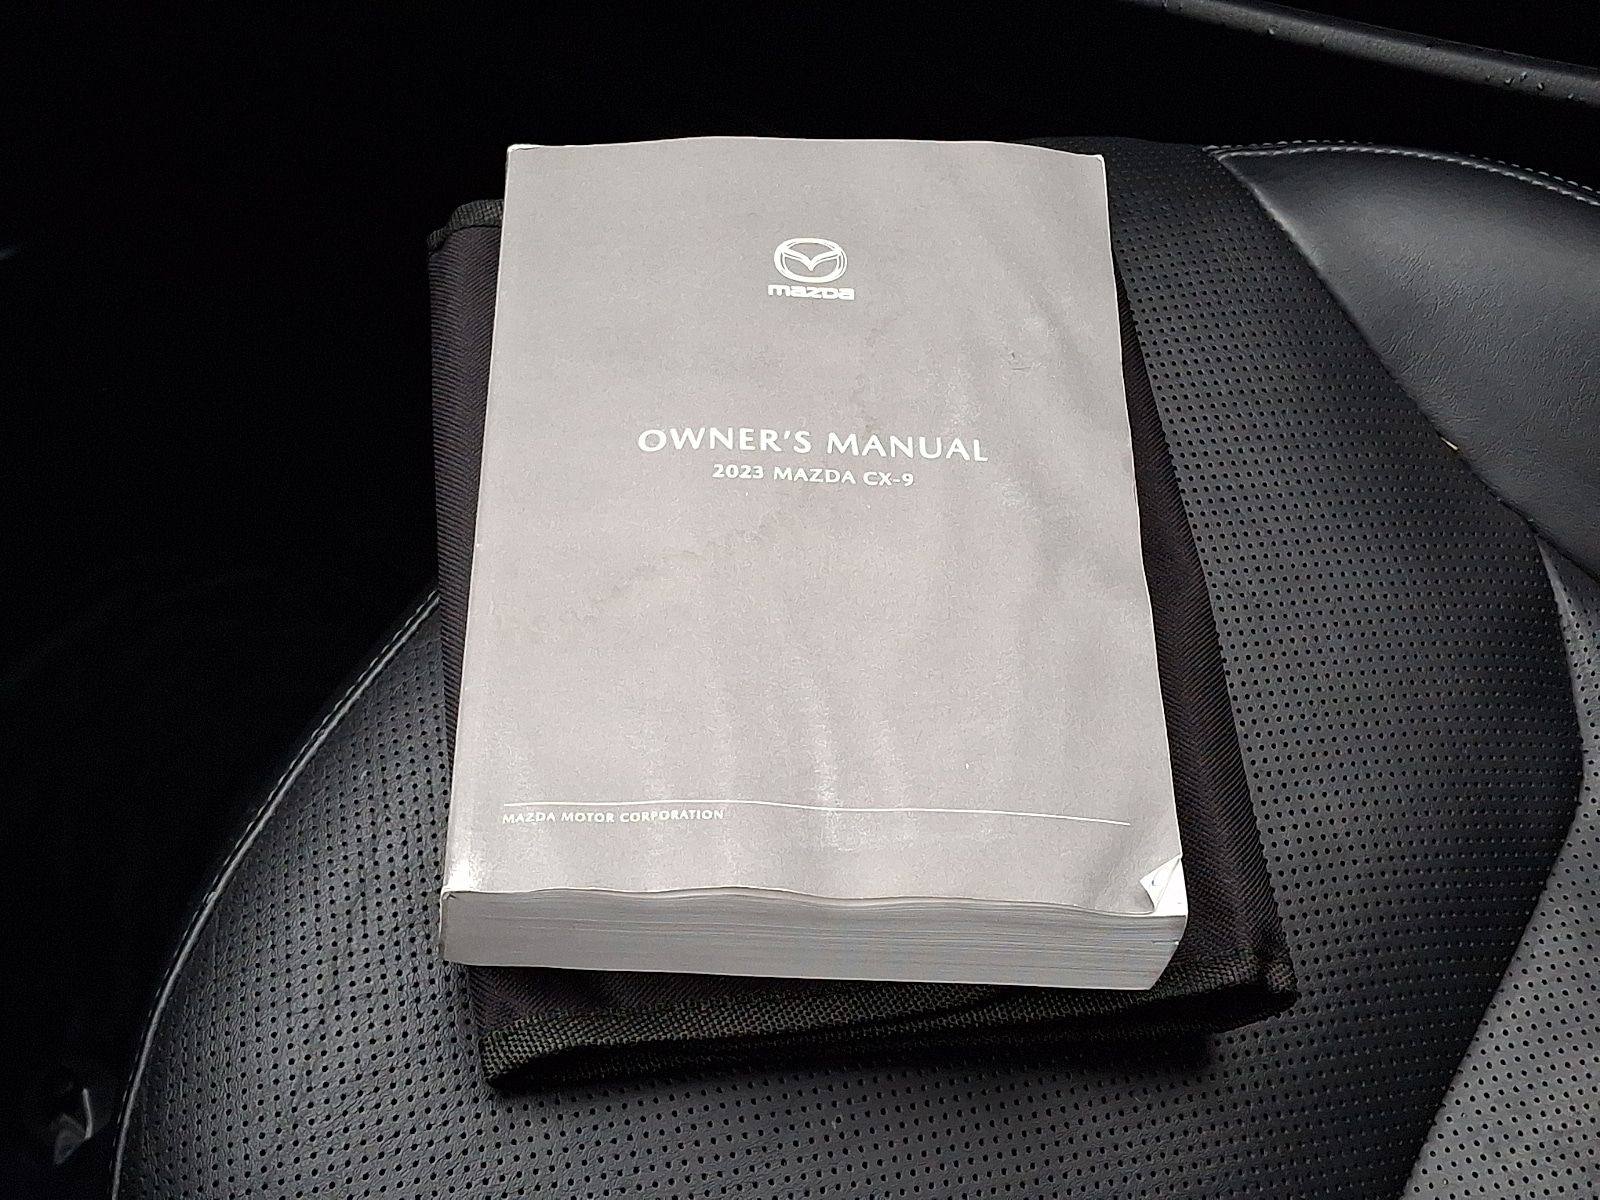 mazda
OWNER'S MANUAL
2023 MAZDA CX-9
MAZDA MOTOR CORPORATION